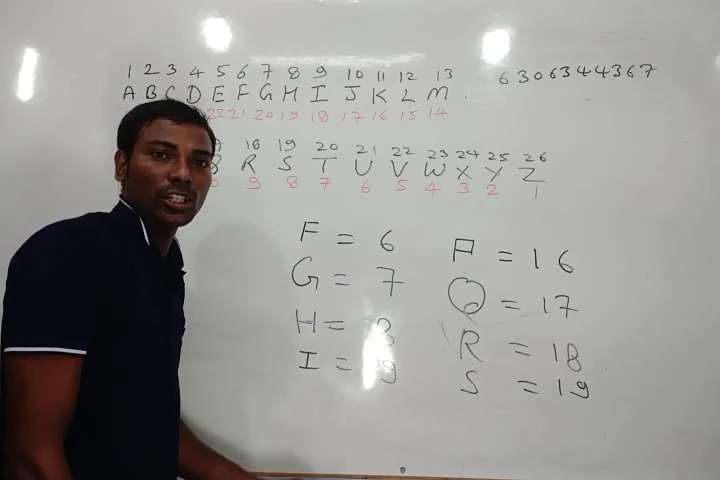 1 2 3 4 5 6 7 8 9 10 11 12 13 6306344367
A B C D E F G H I J K L M .
22 21 20 19 18 17 16 15 14
18 19 20 21 22 23 24 25 26
R S T U V W X Y Z
9 8 7 6 5 4 3 2 1
F = 6
G = 7
H = 8
I = 9
P = 16
Q = 17
R = 18
S = 19